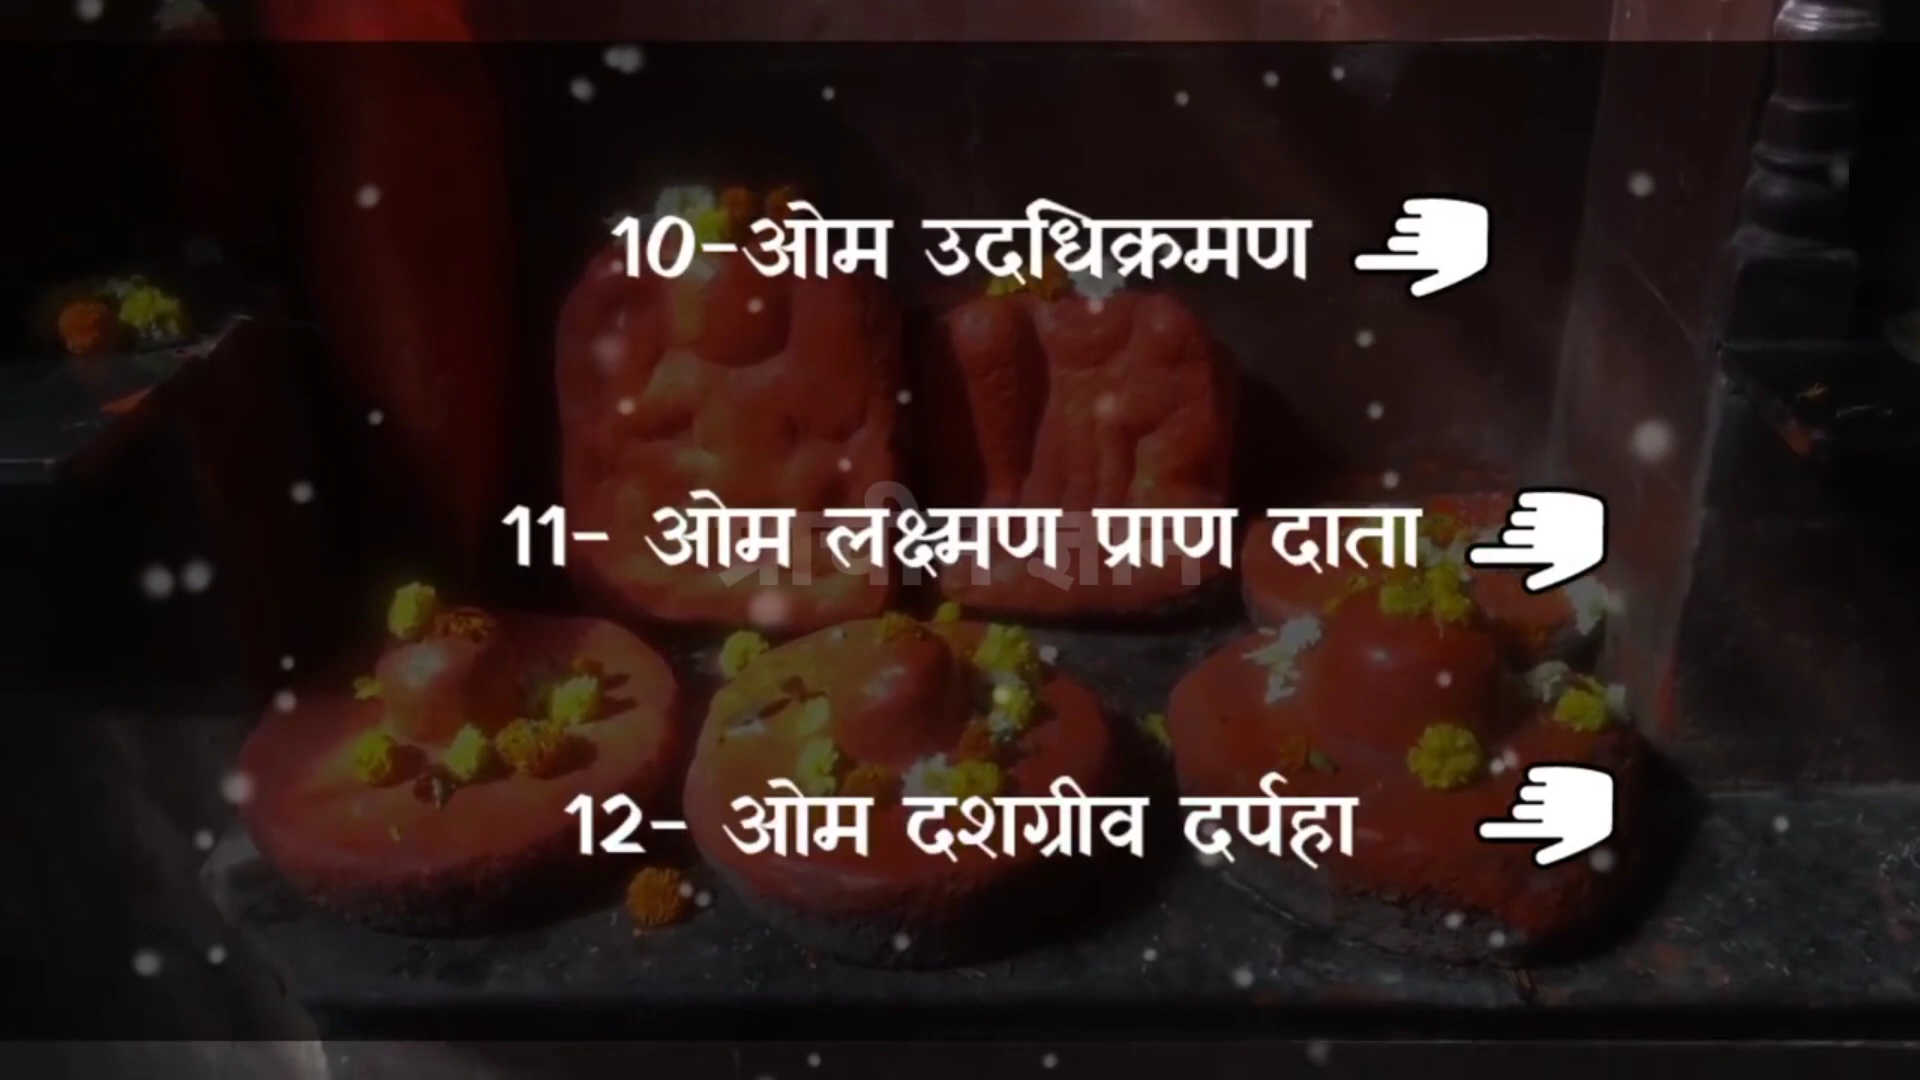 10-ओम उदधिक्रमण
11- ओम लक्ष्मण प्राण दाता
प्राचीन ज्ञान
12- ओम दशग्रीव दर्पहा